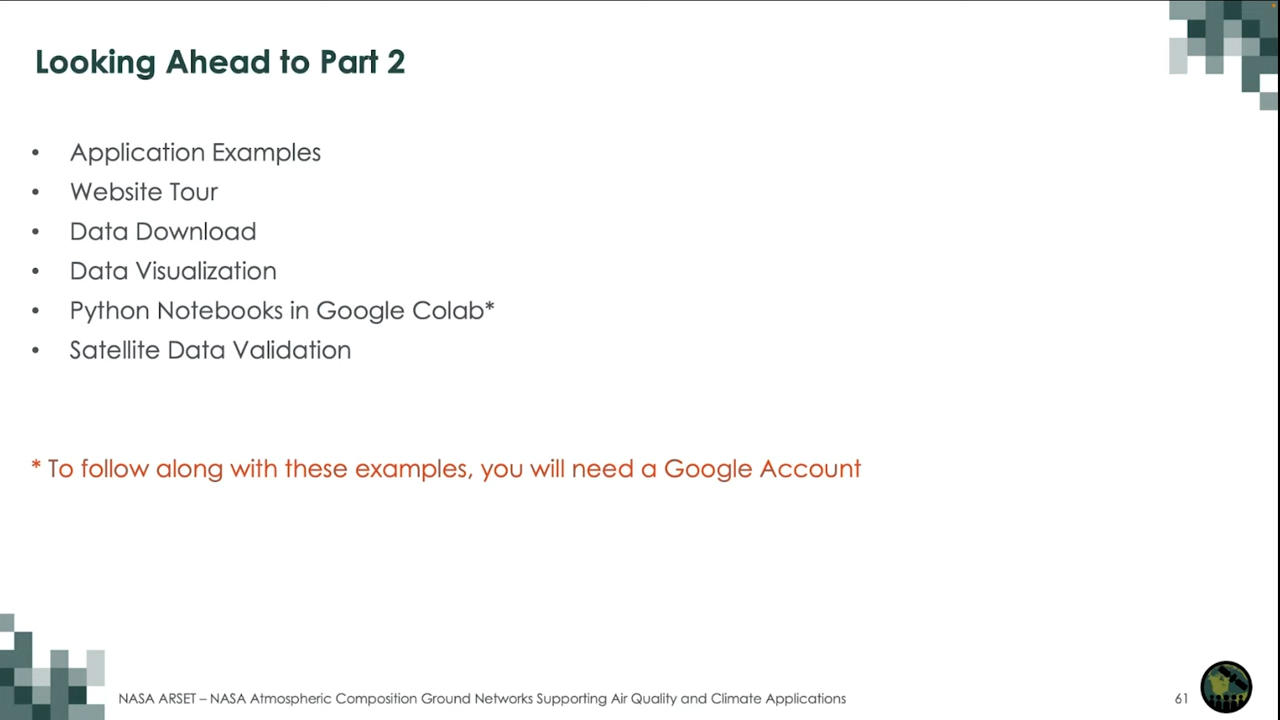 Looking Ahead to Part 2
• Application Examples
• Website Tour
• Data Download
• Data Visualization
• Python Notebooks in Google Colab*
• Satellite Data Validation
* To follow along with these examples, you will need a Google Account
NASA ARSET – NASA Atmospheric Composition Ground Networks Supporting Air Quality and Climate Applications
61